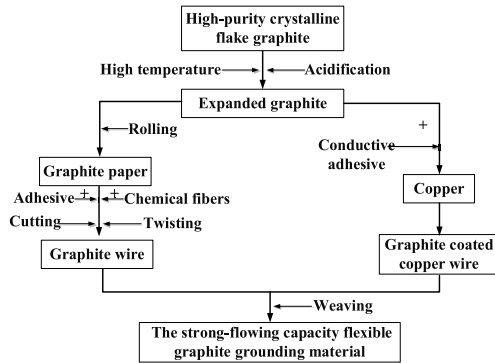 High-purity crystalline
flake graphite
High temperature
Acidification
Expanded graphite
Rolling
+
Conductive
adhesive
Graphite paper
Copper
Adhesive
+
+
Chemical fibers
Cutting
Twisting
Graphite wire
Graphite coated
copper wire
Weaving
The strong-flowing capacity flexible
graphite grounding material